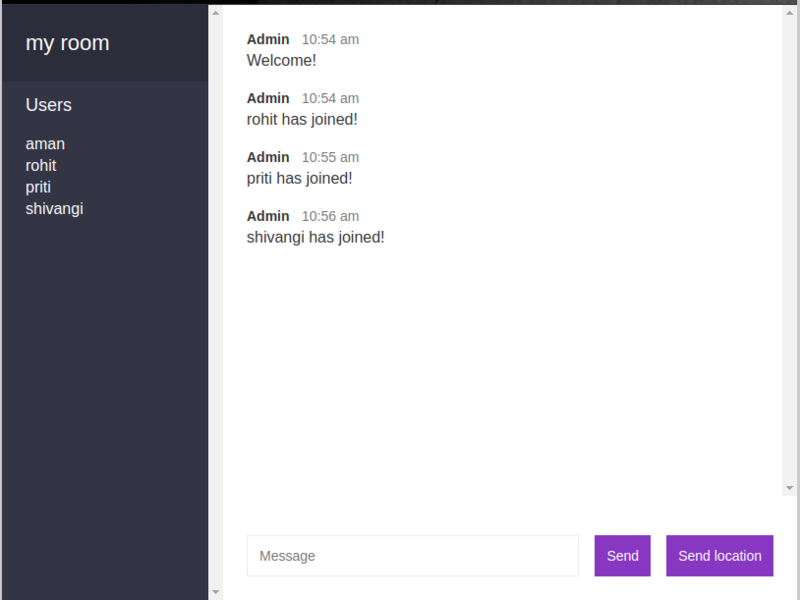 my room
Users
aman
rohit
priti
shivangi
Admin 10:54 am
Welcome!
Admin 10:54 am
rohit has joined!
Admin 10:55 am
priti has joined!
Admin 10:56 am
shivangi has joined!
Message
Send
Send location